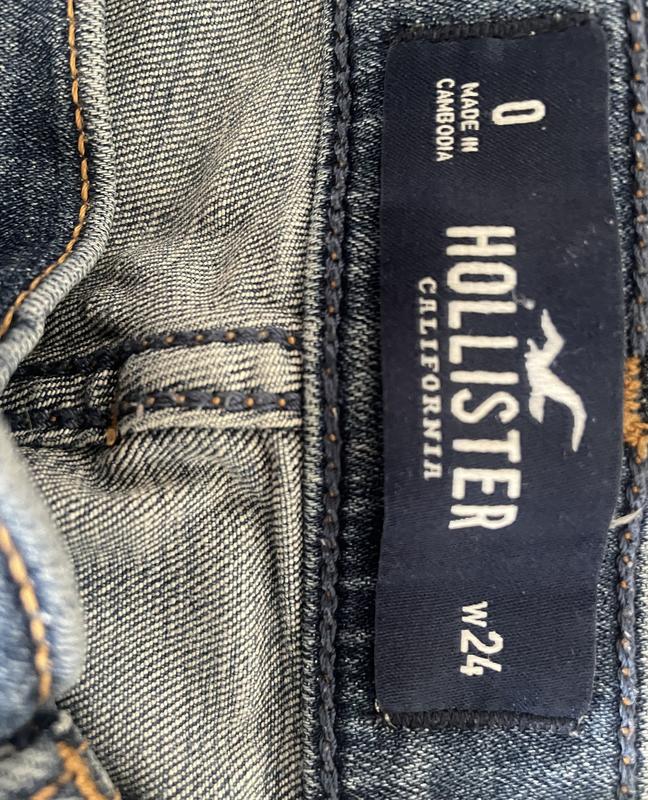 0
MADE IN
CAMBODIA
HOLLISTER
CALIFORNIA
W24